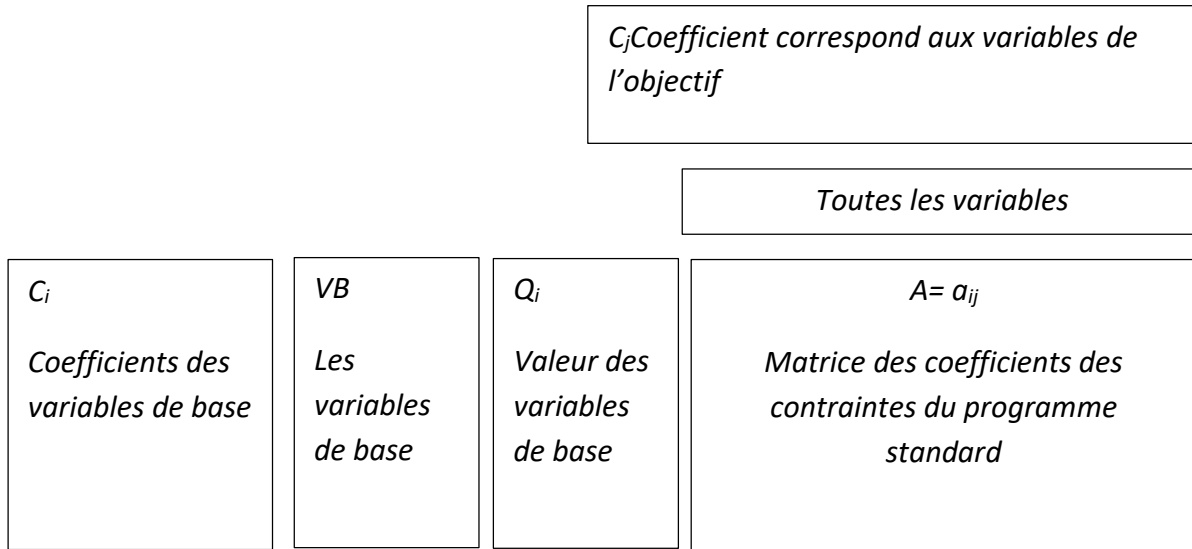 CjCoefficient correspond aux variables de
l’objectif
Toutes les variables
Ci
Coefficients des
variables de base
VB
Les
variables
de base
Qi
Valeur des
variables
de base
A= aij
Matrice des coefficients des
contraintes du programme
standard